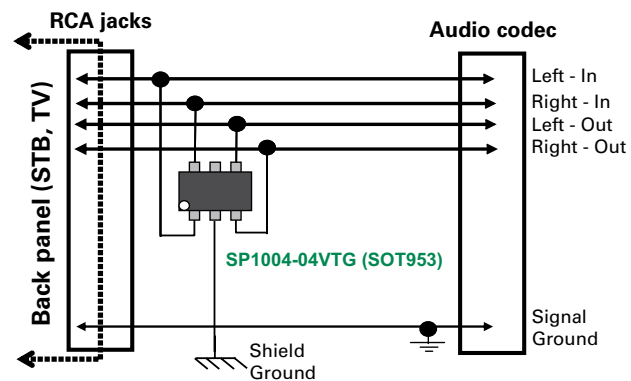 RCA jacks
Audio codec
Back panel (STB, TV)
Left - In
Right - In
Left - Out
Right - Out
SP1004-04VTG (SOT953)
Signal
Ground
Shield
Ground